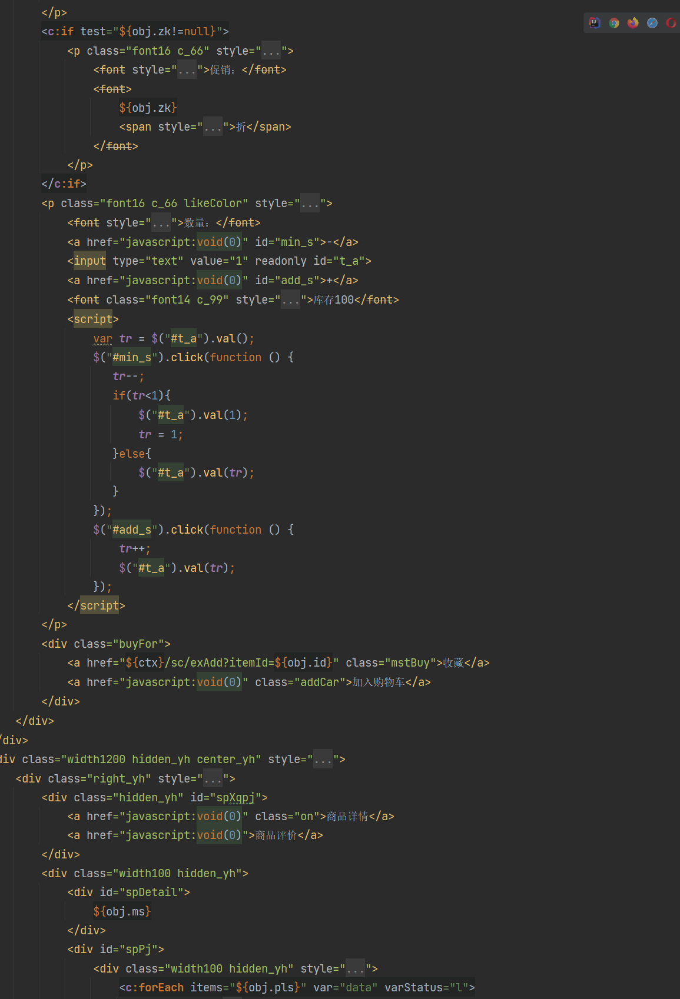 </p>
<c:if test="${obj.zk!=null}">
<p class="font16 c_66" style="...">
<font style="...">促销：</font>
<font>
${obj.zk}
<span style="...">折</span>
</font>
</p>
</c:if>
<p class="font16 c_66 likeColor" style="...">
<font style="...">数量：</font>
<a href="javascript:void(0)" id="min_s">-</a>
<input type="text" value="1" readonly id="t_a">
<a href="javascript:void(0)" id="add_s">+</a>
<font class="font14 c_99" style="...">库存100</font>
<script>
var tr = $("#t_a").val();
$("#min_s").click(function () {
tr--;
if(tr<1){
$("#t_a").val(1);
tr = 1;
}else{
$("#t_a").val(tr);
}
});
$("#add_s").click(function () {
tr++;
$("#t_a").val(tr);
});
</script>
</p>
<div class="buyFor">
<a href="${ctx}/sc/exAdd?itemId=${obj.id}" class="mstBuy">收藏</a>
<a href="javascript:void(0)" class="addCar">加入购物车</a>
</div>
</div>
/div>
div class="width1200 hidden_yh center_yh" style="...">
<div class="right_yh" style="...">
<div class="hidden_yh" id="spXqpj">
<a href="javascript:void(0)" class="on">商品详情</a>
<a href="javascript:void(0)">商品评价</a>
</div>
<div class="width100 hidden_yh">
<div id="spDetail">
${obj.ms}
</div>
<div id="spPj">
<div class="width100 hidden_yh" style="...">
<c:forEach items="${obj.pls}" var="data" varStatus="l">